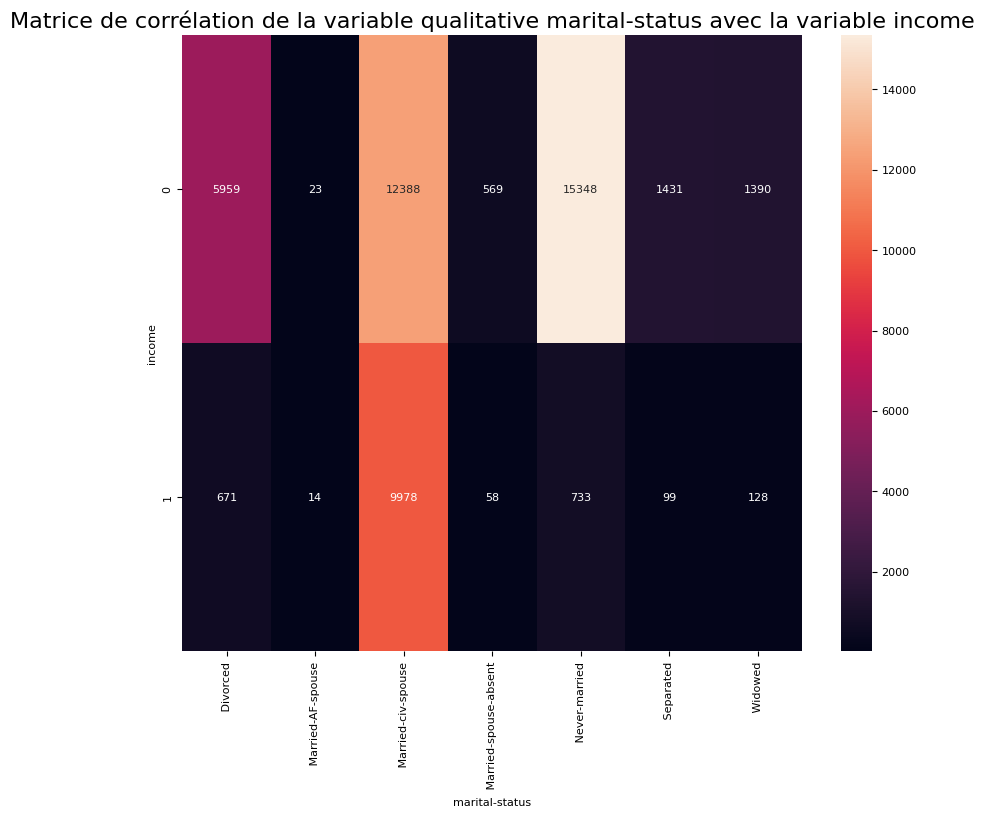 Matrice de corrélation de la variable qualitative marital-status avec la variable income
14000
12000
10000
8000
6000
4000
2000
income
0
5959
23
12388
569
15348
1431
1390
1
671
14
9978
58
733
99
128
Divorced
Married-AF-spouse
Married-civ-spouse
Married-spouse-absent
Never-married
Separated
Widowed
marital-status